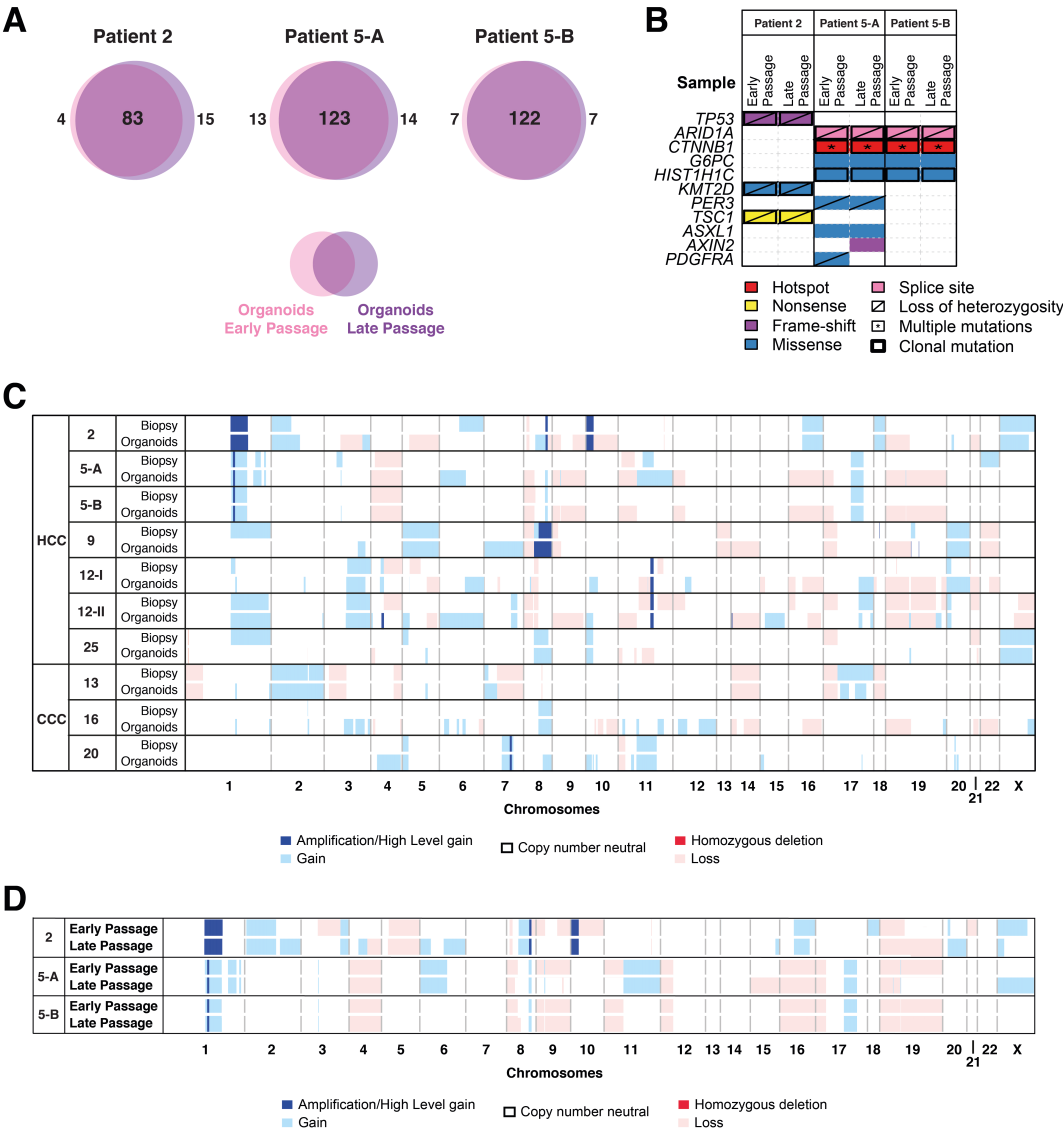 A
Patient 2
Patient 5-A
Patient 5-B
4
83
15
13
123
14
7
122
7
Organoids
Early Passage
Organoids
Late Passage
B
Patient 2
Patient 5-A
Patient 5-B
Sample
Early
Passage
Late
Passage
Early
Passage
Late
Passage
Early
Passage
Late
Passage
TP53
ARID1A
CTNNB1
* * * *
G6PC
HIST1H1C
KMT2D
PER3
TSC1
ASXL1
AXIN2
PDGFRA
Hotspot
Nonsense
Frame-shift
Missense
Splice site
Loss of heterozygosity
* Multiple mutations
Clonal mutation
C
HCC
2
Biopsy
Organoids
5-A
Biopsy
Organoids
5-B
Biopsy
Organoids
9
Biopsy
Organoids
12-I
Biopsy
Organoids
12-II
Biopsy
Organoids
25
Biopsy
Organoids
CCC
13
Biopsy
Organoids
16
Biopsy
Organoids
20
Biopsy
Organoids
1 2 3 4 5 6 7 8 9 10 11 12 13 14 15 16 17 18 19 20 21 22 X
Chromosomes
Amplification/High Level gain
Gain
Copy number neutral
Homozygous deletion
Loss
D
2
Early Passage
Late Passage
5-A
Early Passage
Late Passage
5-B
Early Passage
Late Passage
1 2 3 4 5 6 7 8 9 10 11 12 13 14 15 16 17 18 19 20 21 22 X
Chromosomes
Amplification/High Level gain
Gain
Copy number neutral
Homozygous deletion
Loss